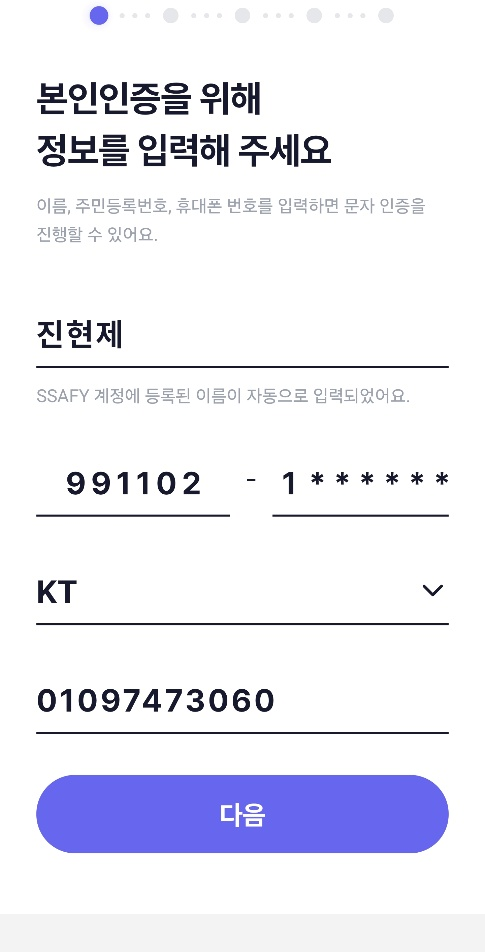 본인인증을 위해
정보를 입력해 주세요
이름, 주민등록번호, 휴대폰 번호를 입력하면 문자 인증을
진행할 수 있어요.
진현제
SSAFY 계정에 등록된 이름이 자동으로 입력되었어요.
991102 - 1******
KT
01097473060
다음